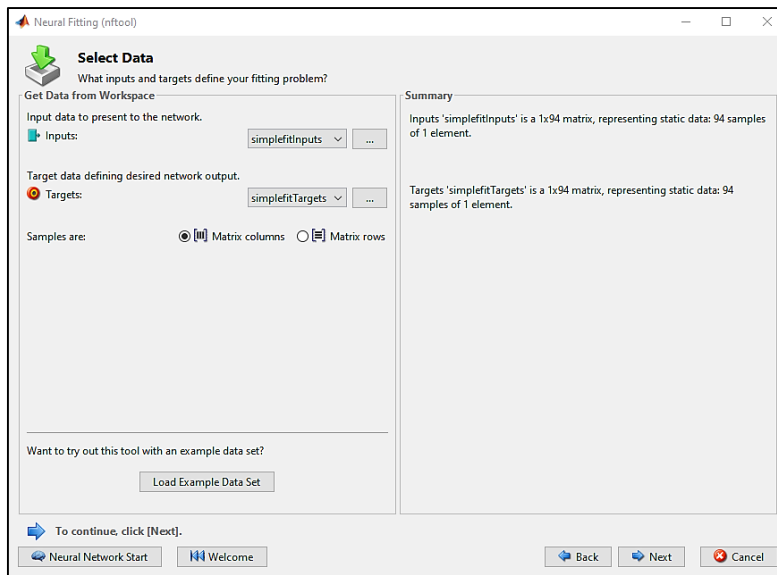 Neural Fitting (nftool)
Select Data
What inputs and targets define your fitting problem?
Get Data from Workspace
Input data to present to the network.
Inputs:
simplefitInputs
...
Target data defining desired network output.
Targets:
simplefitTargets
...
Samples are:
Matrix columns
Matrix rows
Want to try out this tool with an example data set?
Load Example Data Set
Summary
Inputs 'simplefitInputs' is a 1x94 matrix, representing static data: 94 samples
of 1 element.
Targets 'simplefitTargets' is a 1x94 matrix, representing static data: 94
samples of 1 element.
To continue, click [Next].
Neural Network Start
Welcome
Back
Next
Cancel